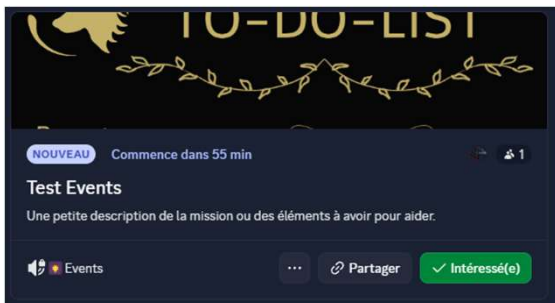 TO-DO-LIST
NOUVEAU Commence dans 55 min 1
Test Events
Une petite description de la mission ou des éléments à avoir pour aider.
Events ... Partager Intéressé(e)